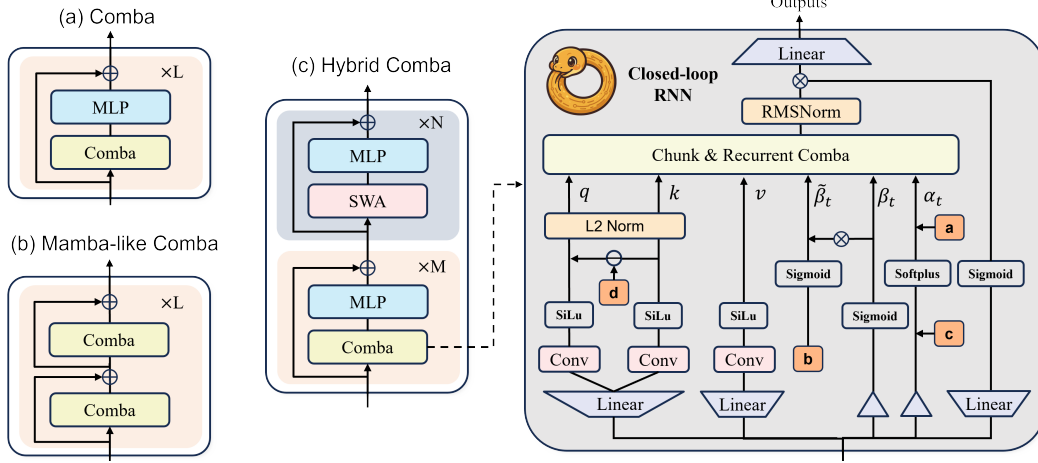 (a) Comba
×L
MLP
Comba
(b) Mamba-like Comba
×L
Comba
Comba
(c) Hybrid Comba
×N
MLP
SWA
×M
MLP
Comba
Outputs
Linear
Closed-loop
RNN
RMSNorm
Chunk & Recurrent Comba
q k v β̃ₜ βₜ αₜ
L2 Norm
a
d
Sigmoid Softplus Sigmoid
SiLu SiLu SiLu Sigmoid
c
Conv Conv Conv b
Linear Linear Linear